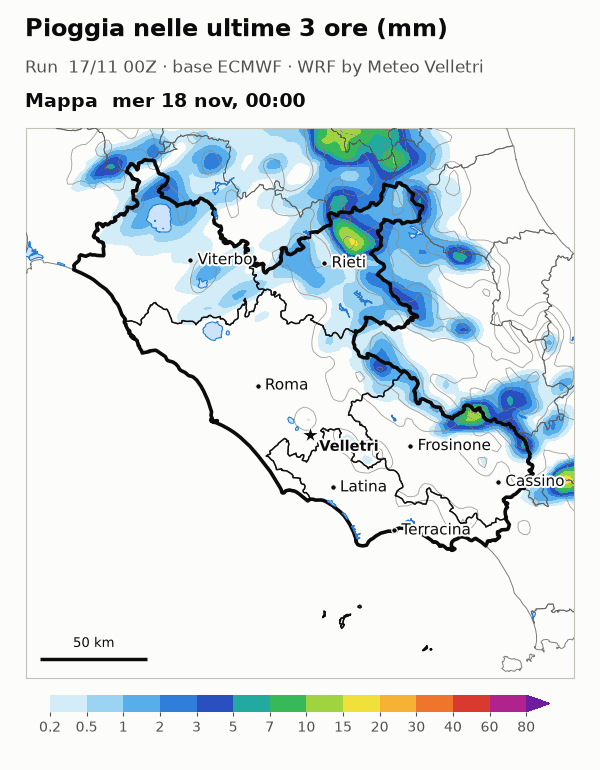 Pioggia nelle ultime 3 ore (mm)
Run  17/11 00Z · base ECMWF · WRF by Meteo Velletri
Mappa  mer 18 nov, 00:00
Viterbo
Rieti
Roma
Velletri
Frosinone
Latina
Cassino
Terracina
50 km
0.2 0.5 1 2 3 5 7 10 15 20 30 40 60 80